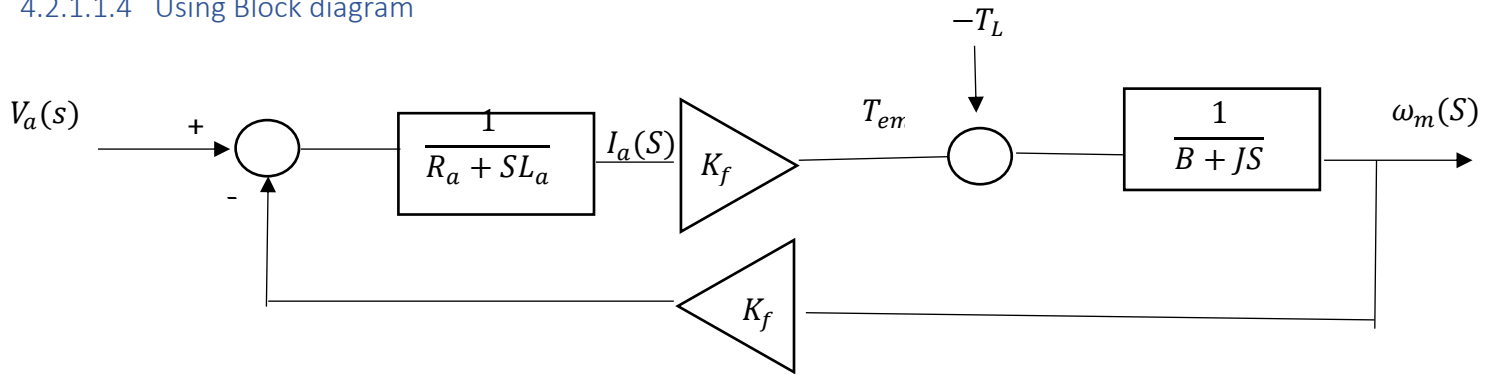 4.2.1.1.4 Using Block diagram
−T_L
V_a(s)
+
1
R_a + SL_a
I_a(S)
K_f
T_em
1
B + JS
ω_m(S)
-
K_f